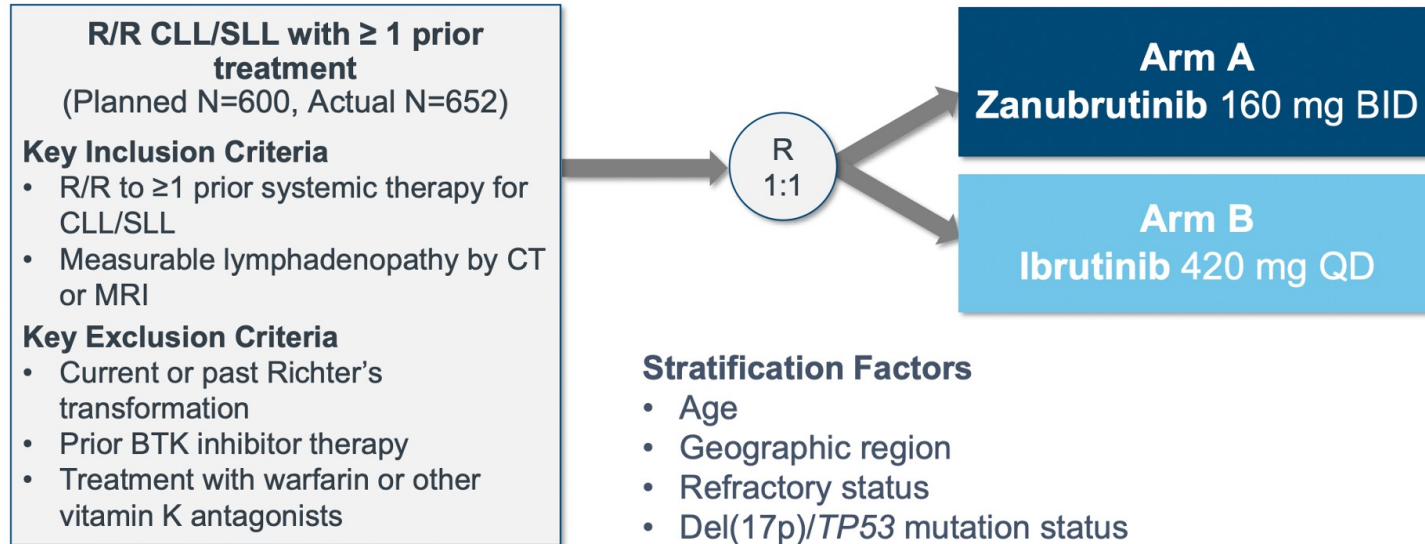 R/R CLL/SLL with ≥ 1 prior
treatment
(Planned N=600, Actual N=652)
Key Inclusion Criteria
• R/R to ≥1 prior systemic therapy for
CLL/SLL
• Measurable lymphadenopathy by CT
or MRI
Key Exclusion Criteria
• Current or past Richter’s
transformation
• Prior BTK inhibitor therapy
• Treatment with warfarin or other
vitamin K antagonists
R
1:1
Arm A
Zanubrutinib 160 mg BID
Arm B
Ibrutinib 420 mg QD
Stratification Factors
• Age
• Geographic region
• Refractory status
• Del(17p)/TP53 mutation status